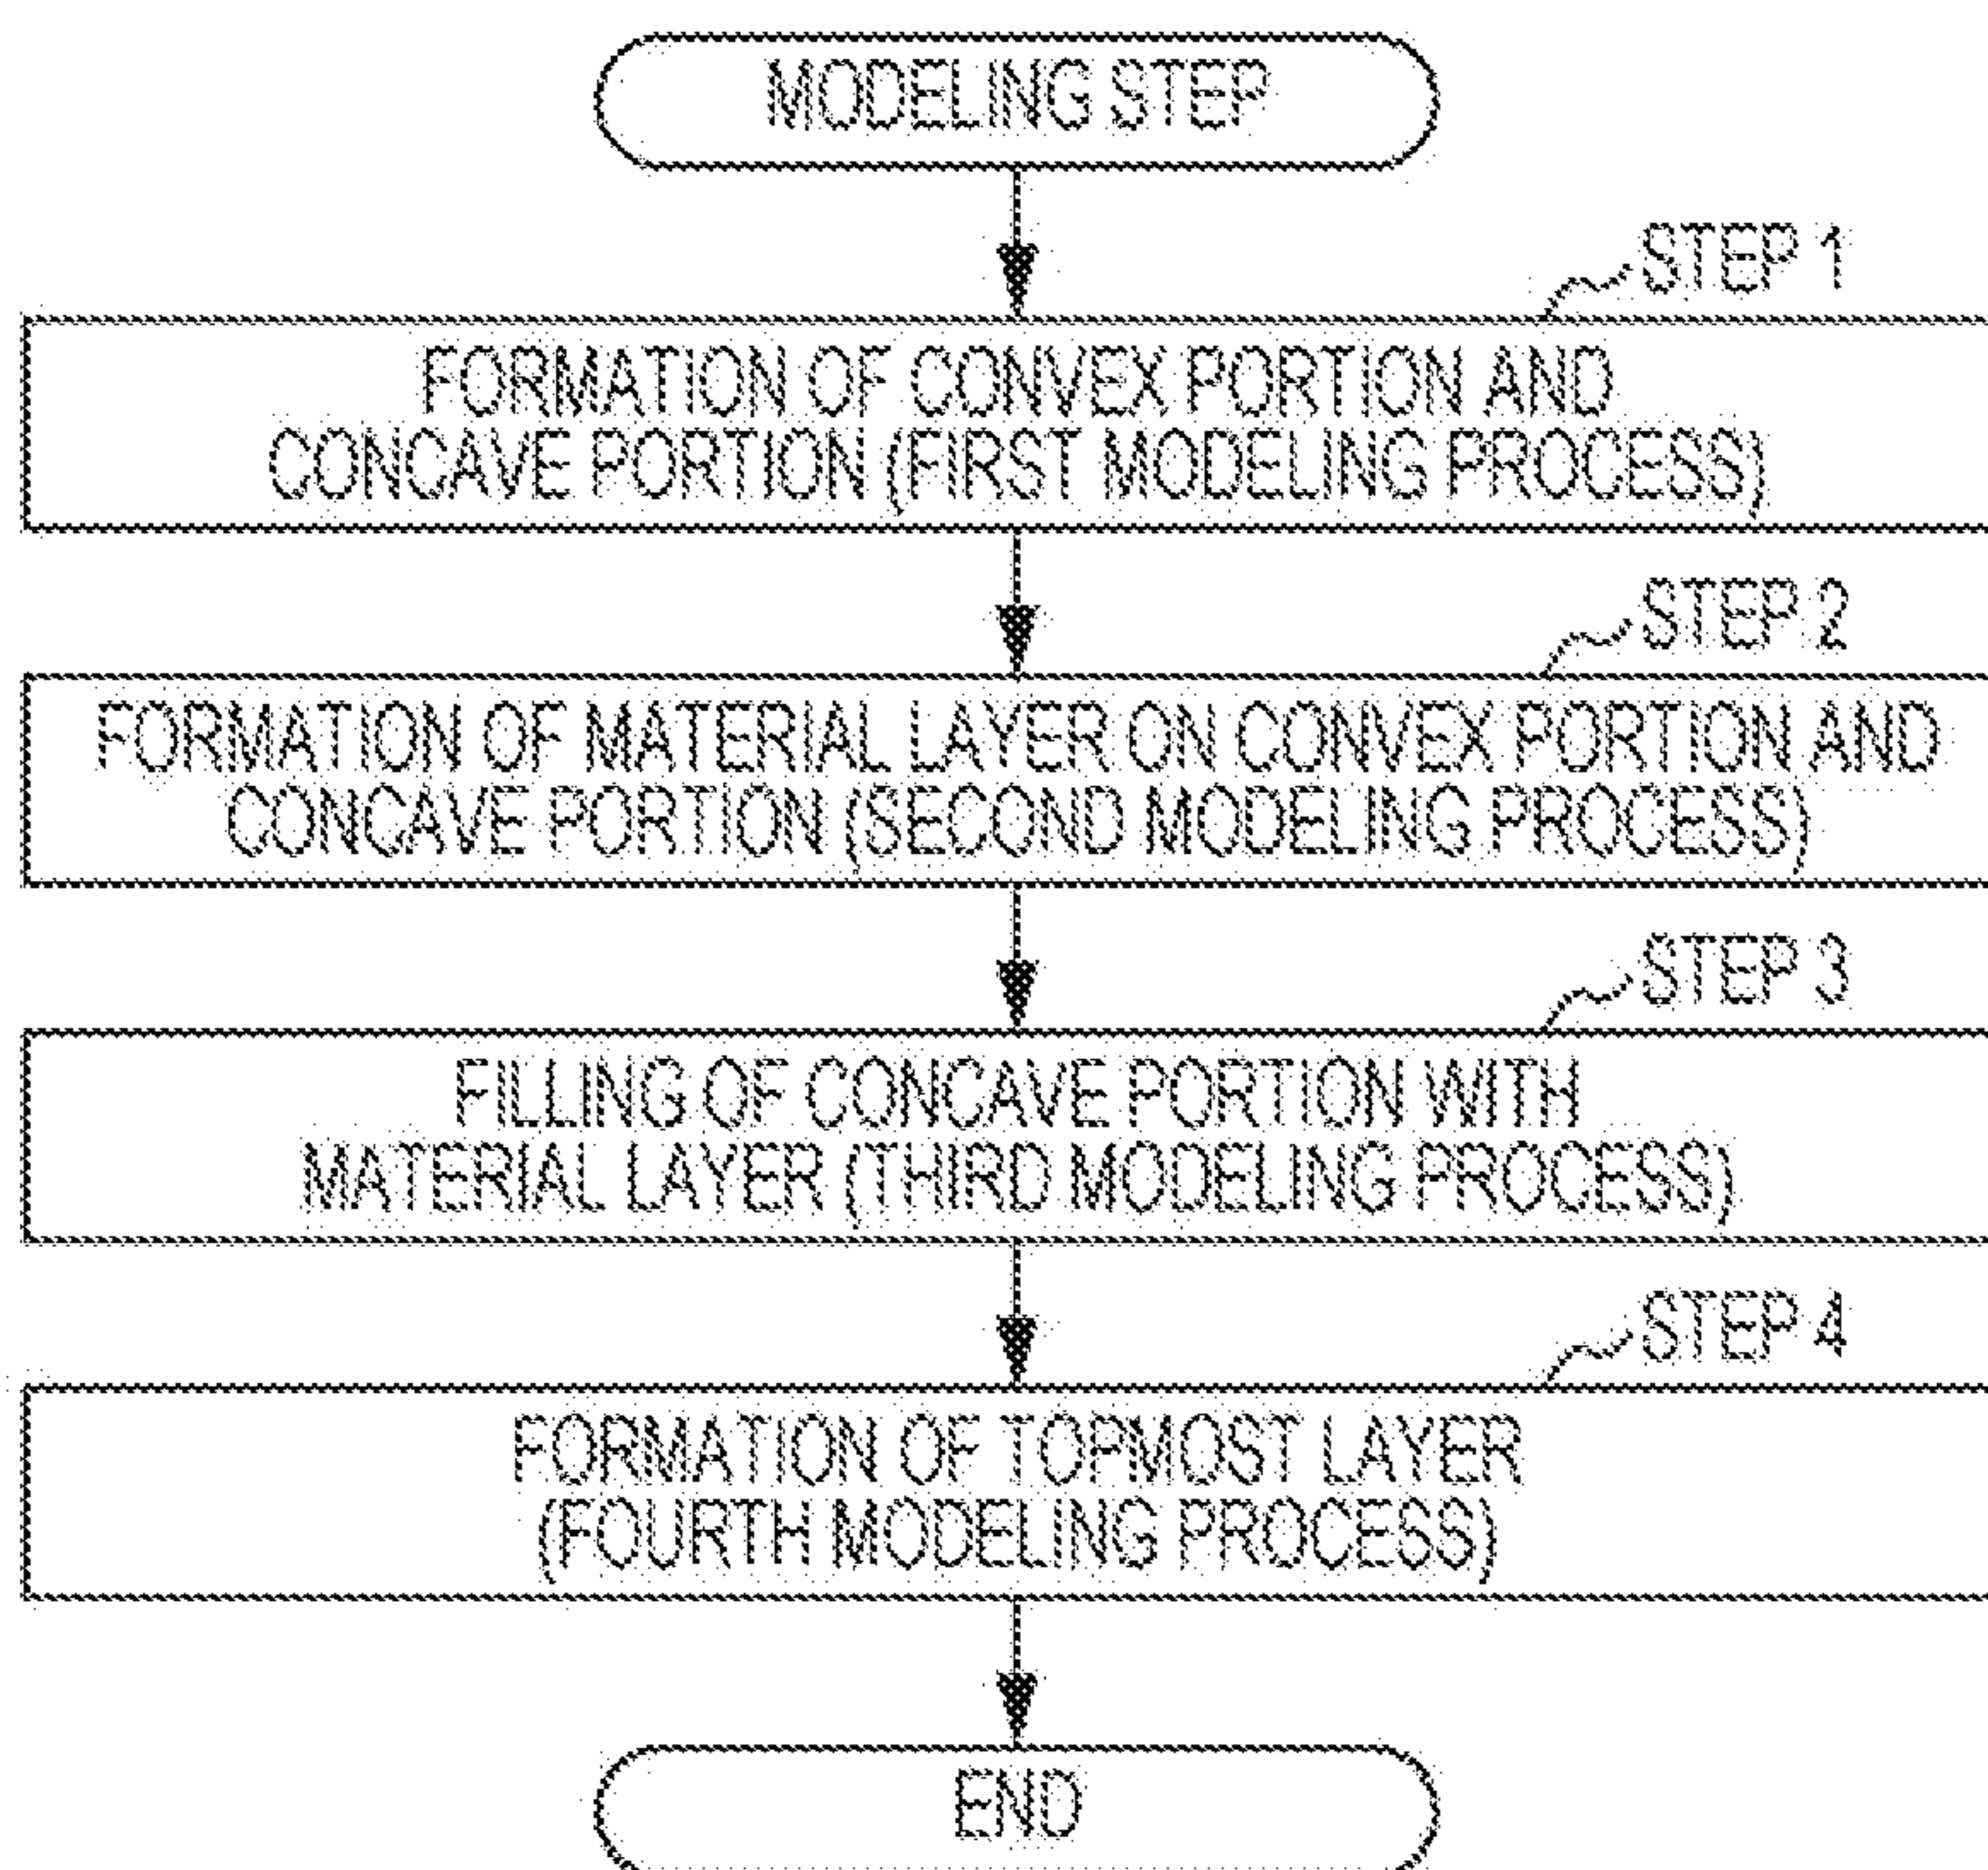 MODELING STEP
STEP 1
FORMATION OF CONVEX PORTION AND
CONCAVE PORTION (FIRST MODELING PROCESS)
STEP 2
FORMATION OF MATERIAL LAYER ON CONVEX PORTION AND
CONCAVE PORTION (SECOND MODELING PROCESS)
STEP 3
FILLING OF CONCAVE PORTION WITH
MATERIAL LAYER (THIRD MODELING PROCESS)
STEP 4
FORMATION OF TOPMOST LAYER
(FOURTH MODELING PROCESS)
END